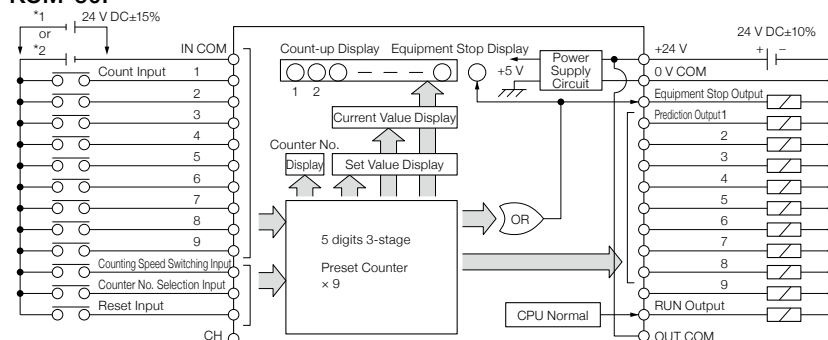 *1
24 V DC±15%
or
*2
IN COM
Count Input 1
2
3
4
5
6
7
8
9
Counting Speed Switching Input
Counter No. Selection Input
Reset Input
CH
Count-up Display
Equipment Stop Display
1 2
Current Value Display
Counter No.
Display
Set Value Display
5 digits 3-stage
Preset Counter
× 9
OR
CPU Normal
+5 V
Power
Supply
Circuit
24 V DC±10%
+ −
+24 V
0 V COM
Equipment Stop Output
Prediction Output1
2
3
4
5
6
7
8
9
RUN Output
OUT COM